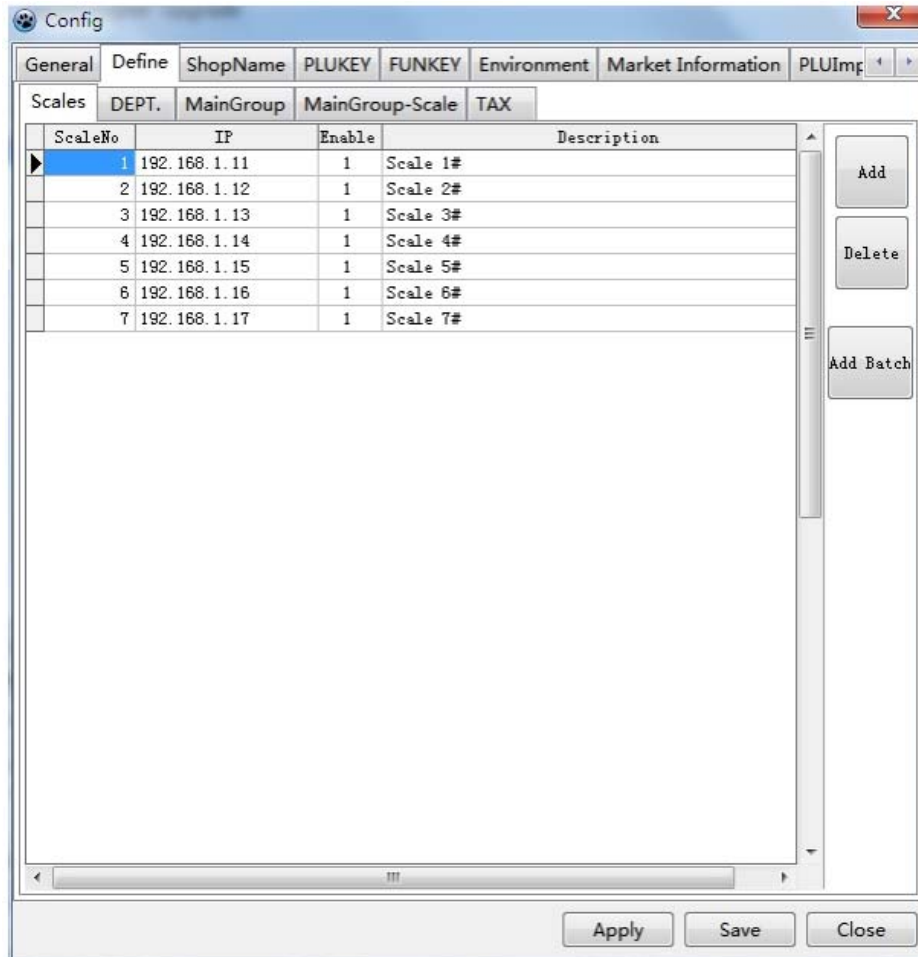 Config
General Define ShopName PLUKEY FUNKEY Environment Market Information PLUImp
Scales DEPT. MainGroup MainGroup-Scale TAX
ScaleNo IP Enable Description
1 192.168.1.11 1 Scale 1#
2 192.168.1.12 1 Scale 2#
3 192.168.1.13 1 Scale 3#
4 192.168.1.14 1 Scale 4#
5 192.168.1.15 1 Scale 5#
6 192.168.1.16 1 Scale 6#
7 192.168.1.17 1 Scale 7#
Add
Delete
Add Batch
Apply Save Close